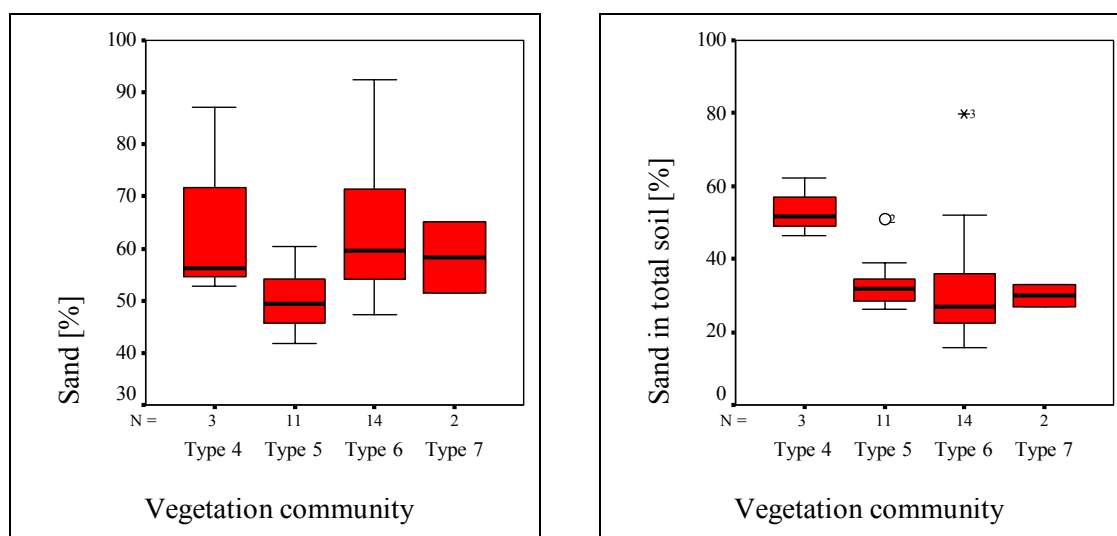 100
90
80
70
60
50
40
30
Sand [%]
N = 3 11 14 2
Type 4 Type 5 Type 6 Type 7
Vegetation community
100
80
60
40
20
0
Sand in total soil [%]
2
3
N = 3 11 14 2
Type 4 Type 5 Type 6 Type 7
Vegetation community